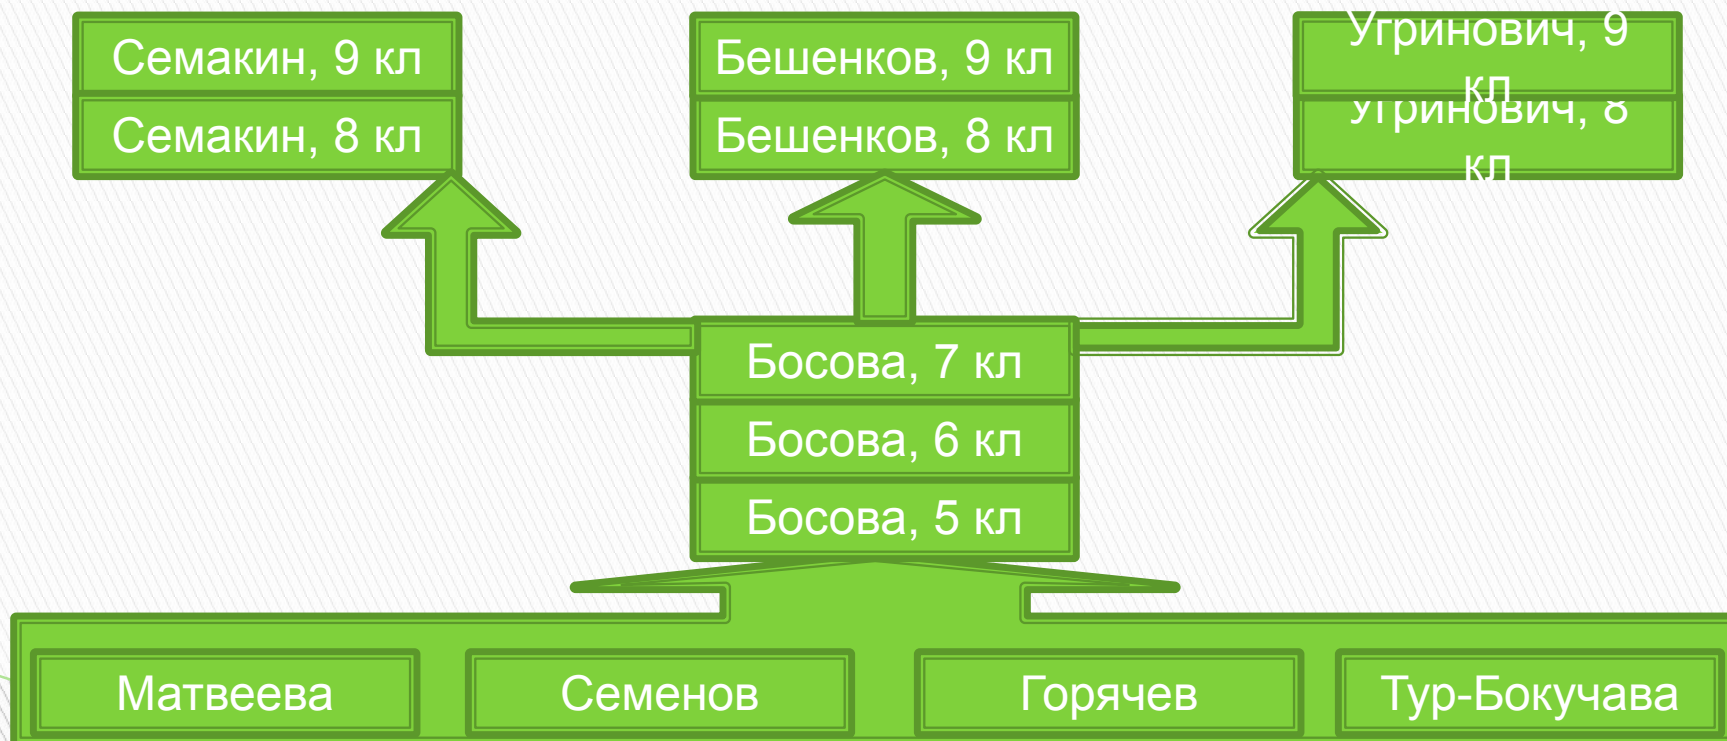 Семакин, 9 кл
Семакин, 8 кл
Бешенков, 9 кл
Бешенков, 8 кл
Угринович, 9
кл
Угринович, 8
кл
Босова, 7 кл
Босова, 6 кл
Босова, 5 кл
Матвеева
Семенов
Горячев
Тур-Бокучава